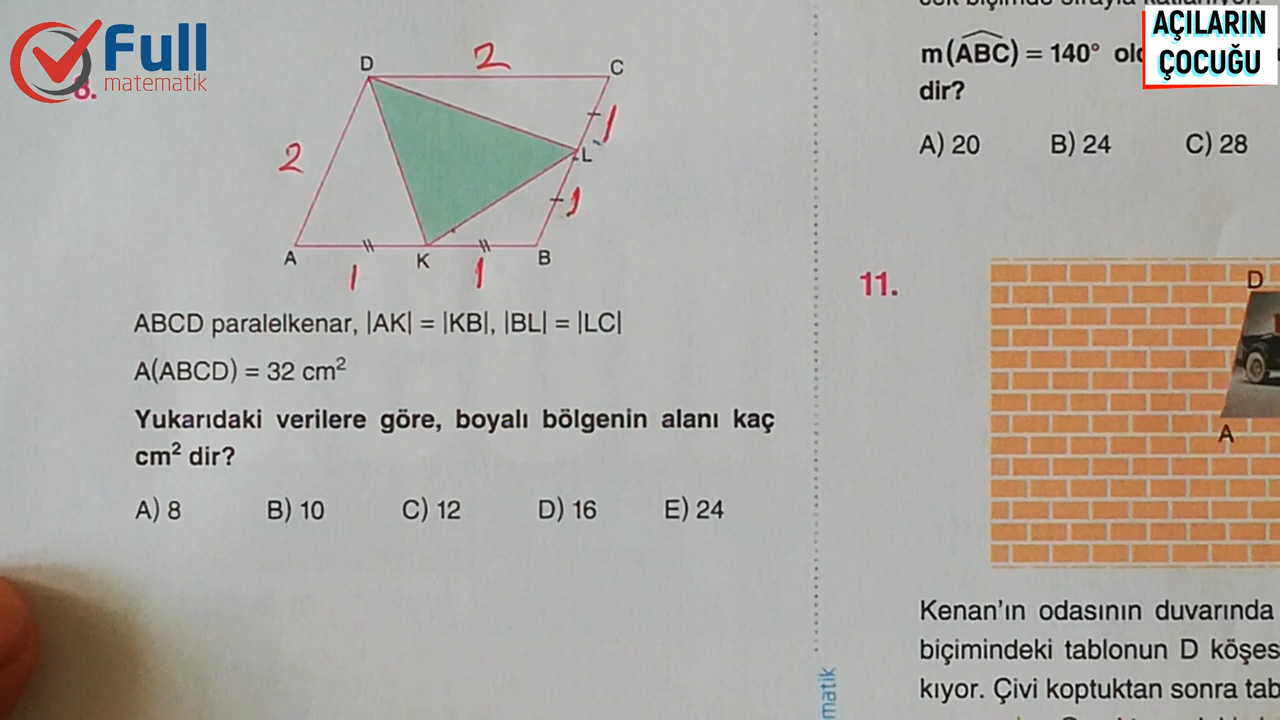 Full
matematik
8.
D
2
C
1
L
2
1
A
K
B
1
1
ABCD paralelkenar, |AK| = |KB|, |BL| = |LC|
A(ABCD) = 32 cm²
Yukarıdaki verilere göre, boyalı bölgenin alanı kaç
cm² dir?
A) 8 B) 10 C) 12 D) 16 E) 24
AÇILARIN
ÇOCUĞU
m(ABC) = 140°
dir?
A) 20 B) 24 C) 28
11.
D
A
Kenan'ın odasının duvarında
biçimindeki tablonun D köşes
kıyor. Çivi koptuktan sonra tab
matik